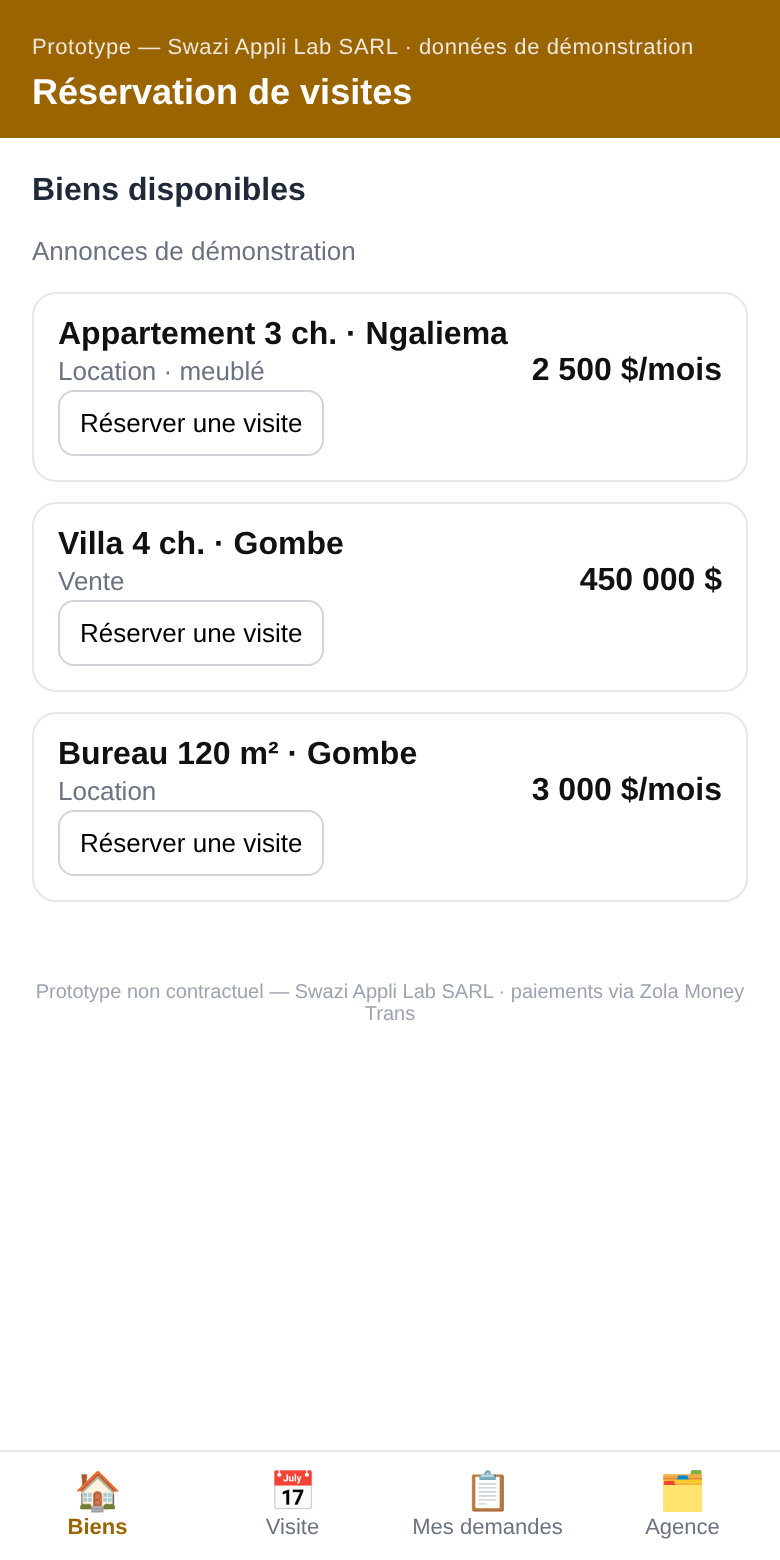 Prototype — Swazi Appli Lab SARL · données de démonstration
Réservation de visites
Biens disponibles
Annonces de démonstration
Appartement 3 ch. · Ngaliema
Location · meublé
2 500 $/mois
Réserver une visite
Villa 4 ch. · Gombe
Vente
450 000 $
Réserver une visite
Bureau 120 m² · Gombe
Location
3 000 $/mois
Réserver une visite
Prototype non contractuel — Swazi Appli Lab SARL · paiements via Zola Money
Trans
July
17
Biens
Visite
Mes demandes
Agence